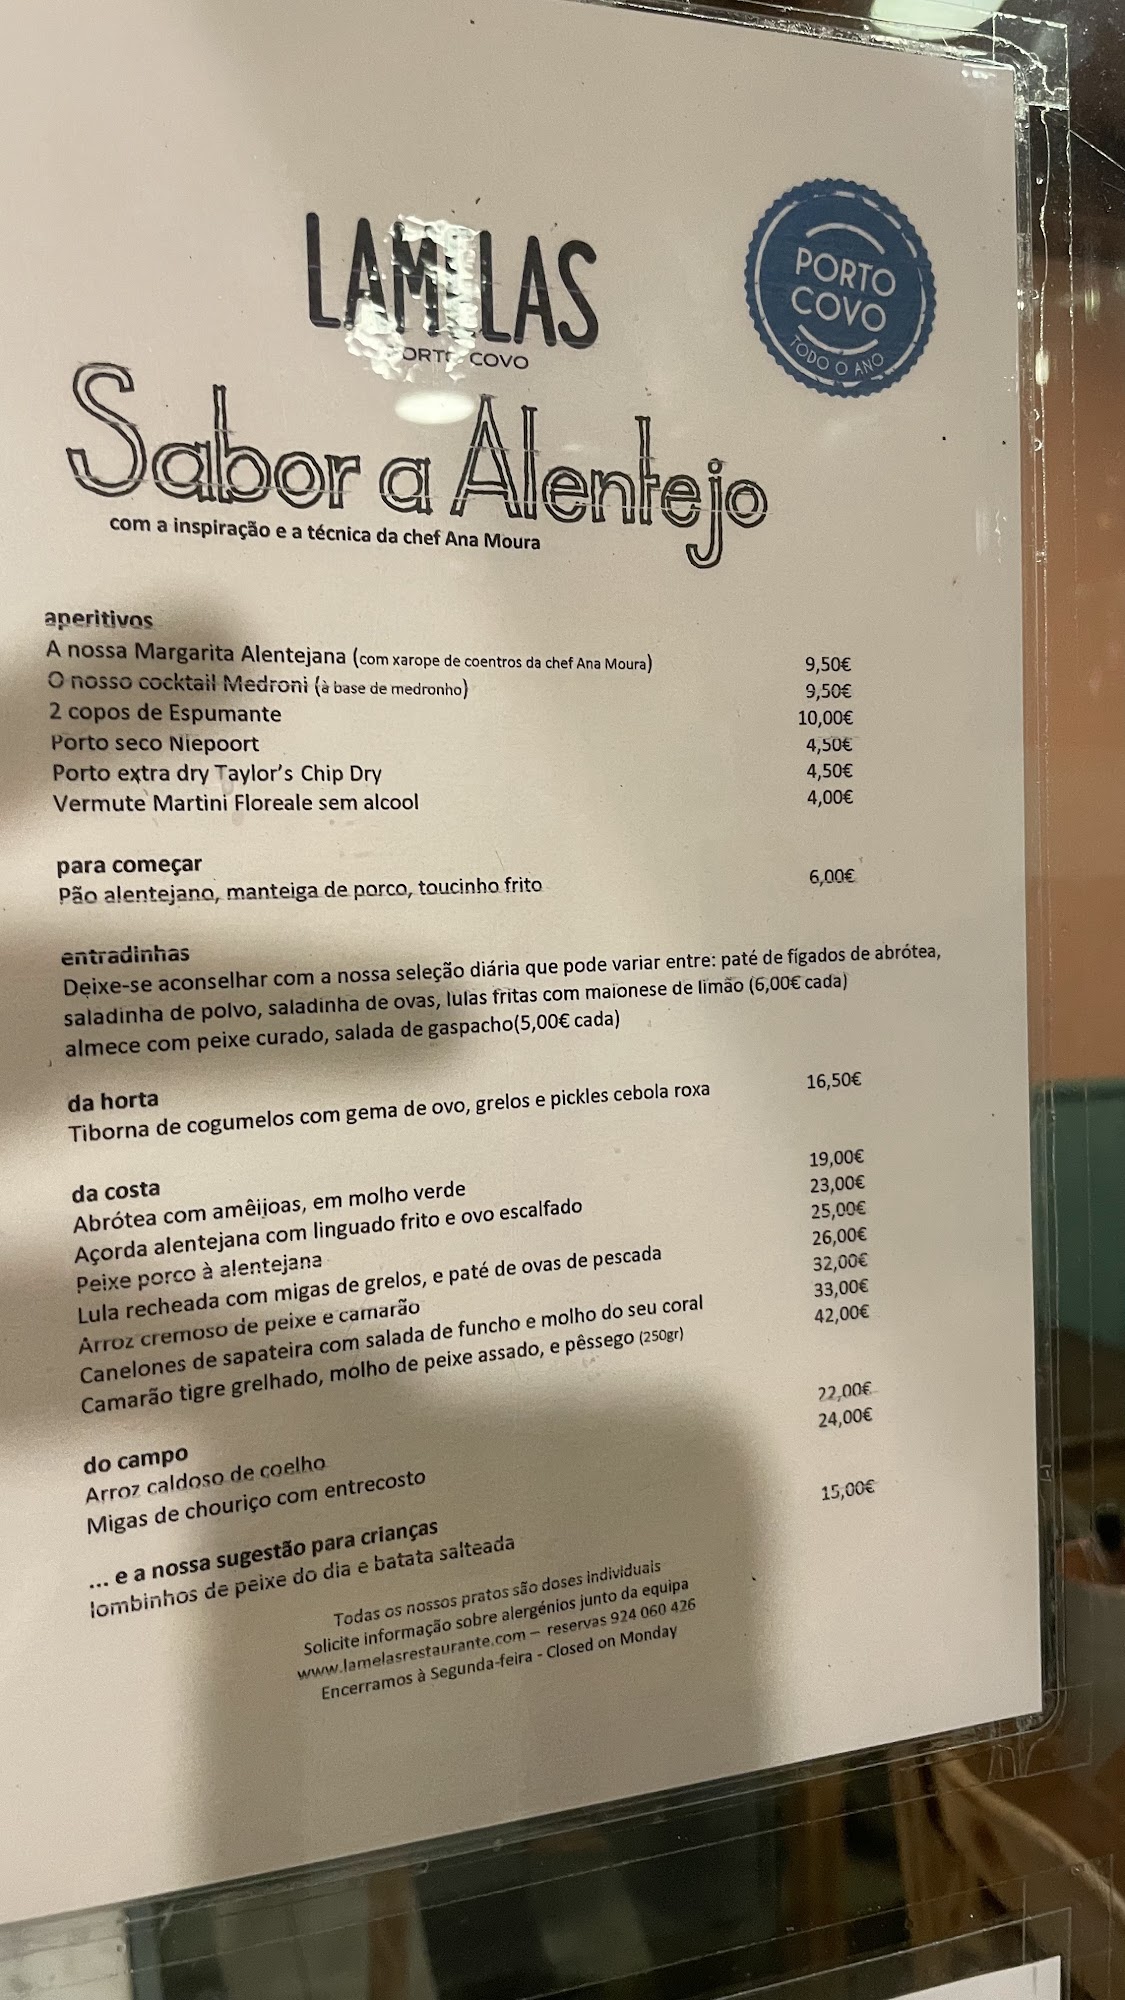 LAMELAS
PORTO COVO
PORTO
COVO
TODO O ANO
Sabor a Alentejo
com a inspiração e a técnica da chef Ana Moura
aperitivos
A nossa Margarita Alentejana (com xarope de coentros da chef Ana Moura) 9,50€
O nosso cocktail Medroni (à base de medronho) 9,50€
2 copos de Espumante 10,00€
Porto seco Niepoort 4,50€
Porto extra dry Taylor's Chip Dry 4,50€
Vermute Martini Floreale sem alcool 4,00€
para começar
Pão alentejano, manteiga de porco, toucinho frito 6,00€
entradinhas
Deixe-se aconselhar com a nossa seleção diária que pode variar entre: paté de fígados de abrótea,
saladinha de polvo, saladinha de ovas, lulas fritas com maionese de limão (6,00€ cada)
almece com peixe curado, salada de gaspacho(5,00€ cada)
da horta
Tiborna de cogumelos com gema de ovo, grelos e pickles cebola roxa 16,50€
da costa
Abrótea com amêijoas, em molho verde 19,00€
Açorda alentejana com linguado frito e ovo escalfado 23,00€
Peixe porco à alentejana 25,00€
Lula recheada com migas de grelos, e paté de ovas de pescada 26,00€
Arroz cremoso de peixe e camarão 32,00€
Canelones de sapateira com salada de funcho e molho do seu coral 33,00€
Camarão tigre grelhado, molho de peixe assado, e pêssego (250gr) 42,00€
do campo
Arroz caldoso de coelho 22,00€
Migas de chouriço com entrecosto 24,00€
... e a nossa sugestão para crianças
lombinhos de peixe do dia e batata salteada 15,00€
Todas os nossos pratos são doses individuais
Solicite informação sobre alergénios junto da equipa
www.lamelasrestaurante.com – reservas 924 060 426
Encerramos à Segunda-feira - Closed on Monday